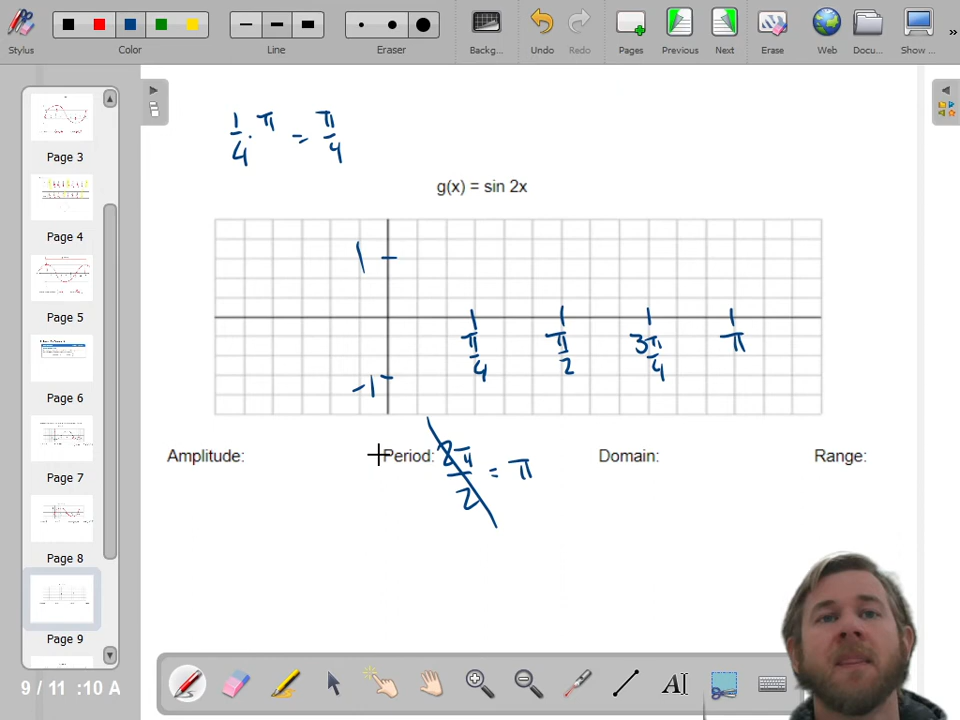 Stylus
Color
Line
Eraser
Backg...
Undo
Redo
Pages
Previous
Next
Erase
Web
Docu...
Show ...
»
Page 3
Page 4
Page 5
Page 6
Page 7
Page 8
Page 9
9 / 11 :10 A
1/4 · π = π/4
g(x) = sin 2x
1
π/4 π/2 3π/4 π
-1
Amplitude: Period: 2π/2 = π Domain: Range: